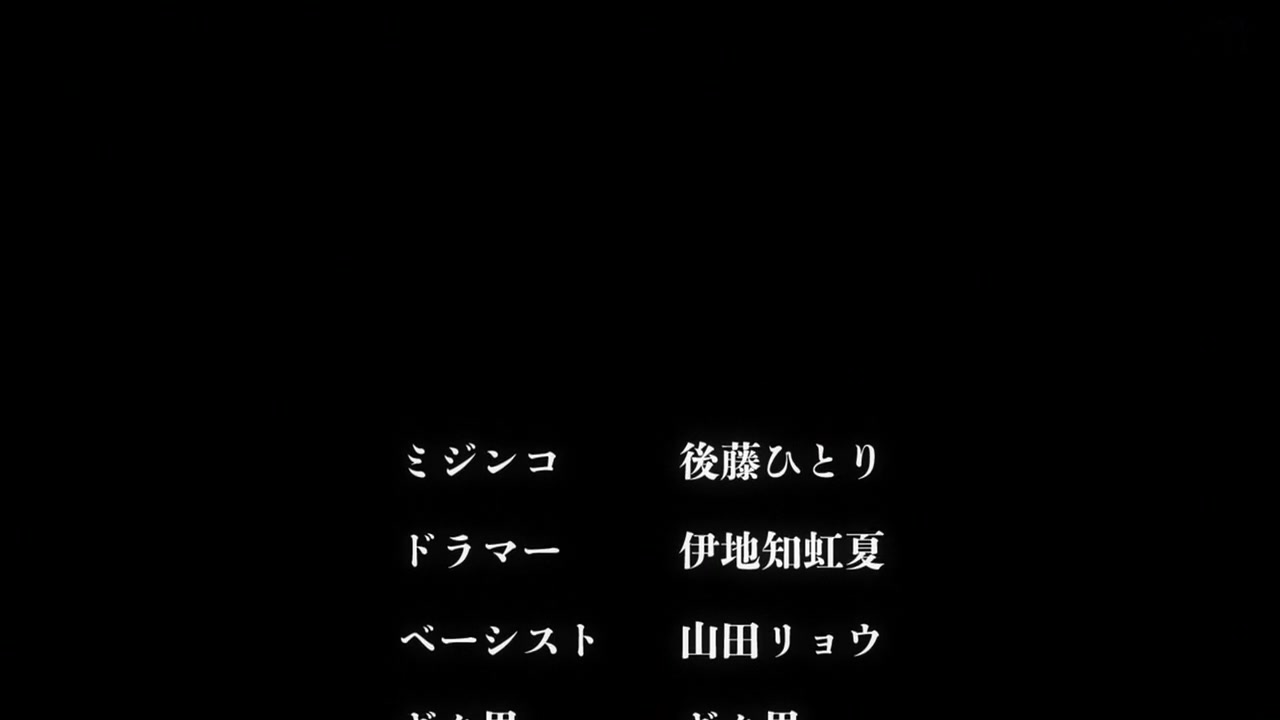 ミジンコ 後藤ひとり
ドラマー 伊地知虹夏
ベーシスト 山田リョウ